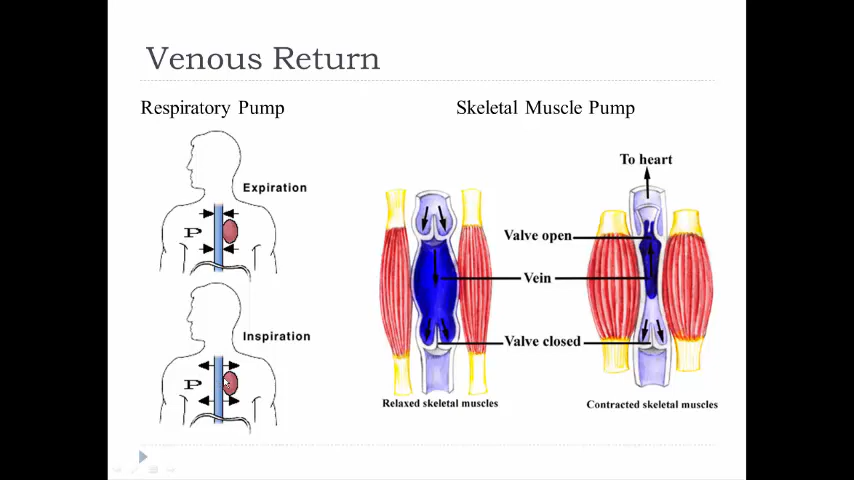 Venous Return
Respiratory Pump
Skeletal Muscle Pump
Expiration
P
Inspiration
P
To heart
Valve open
Vein
Valve closed
Relaxed skeletal muscles
Contracted skeletal muscles